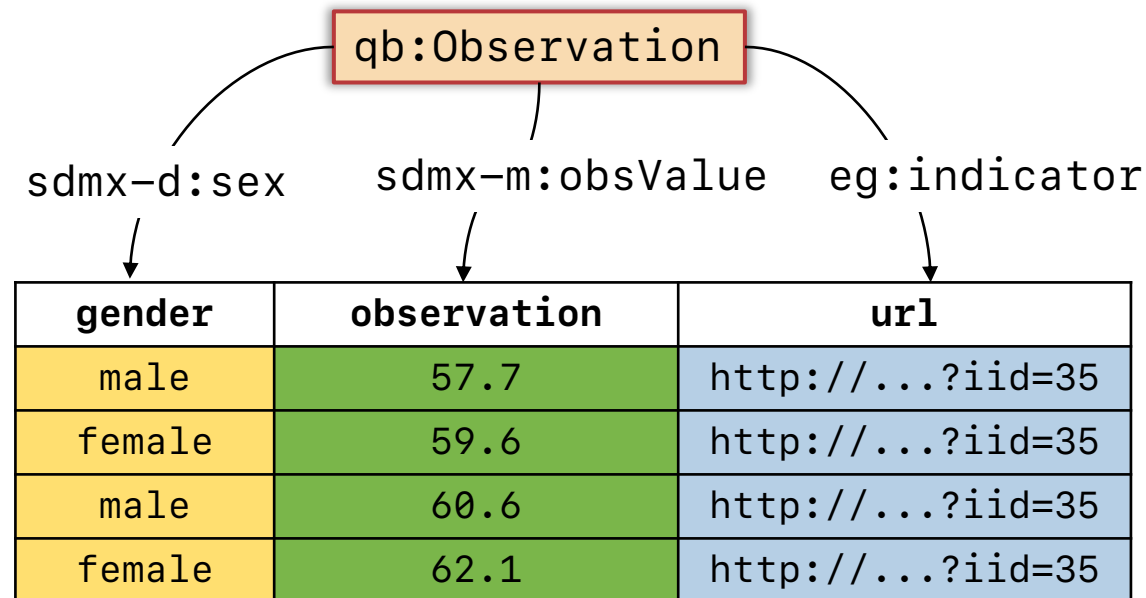 qb:Observation
sdmx-d:sex sdmx-m:obsValue eg:indicator
gender observation url
male 57.7 http://...?iid=35
female 59.6 http://...?iid=35
male 60.6 http://...?iid=35
female 62.1 http://...?iid=35